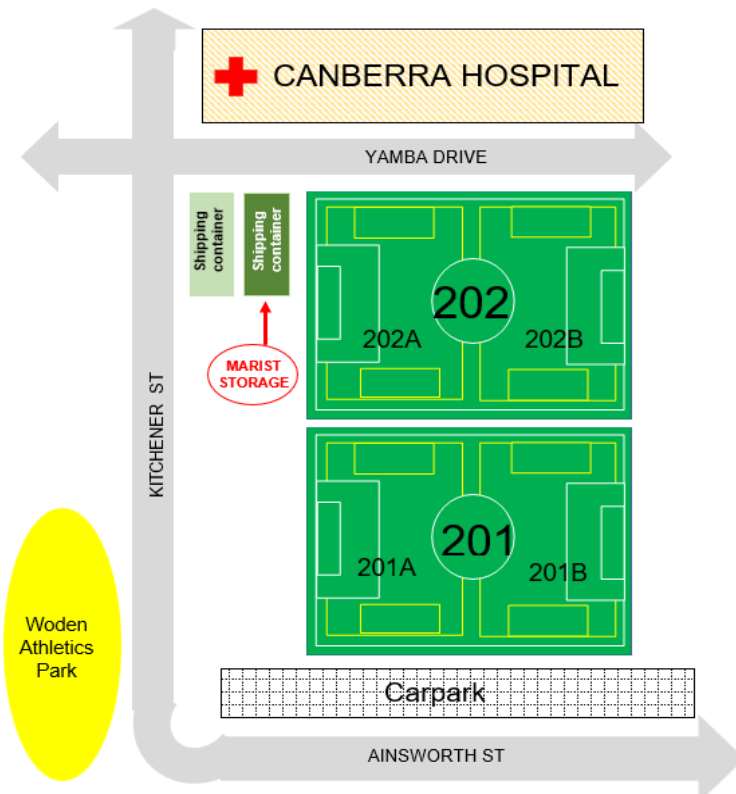 CANBERRA HOSPITAL
YAMBA DRIVE
Shipping
container
Shipping
container
202
202A
202B
MARIST
STORAGE
KITCHENER ST
201
201A
201B
Woden
Athletics
Park
Carpark
AINSWORTH ST